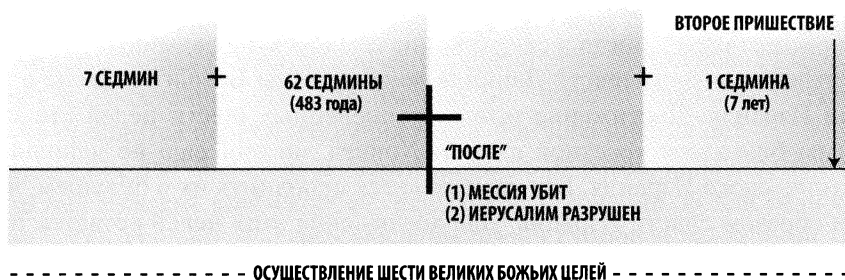 ВТОРОЕ ПРИШЕСТВИЕ
7 СЕДМИН + 62 СЕДМИНЫ + 1 СЕДМИНА
(483 года) (7 лет)
"ПОСЛЕ"
(1) МЕССИЯ УБИТ
(2) ИЕРУСАЛИМ РАЗРУШЕН
ОСУЩЕСТВЛЕНИЕ ШЕСТИ ВЕЛИКИХ БОЖЬИХ ЦЕЛЕЙ